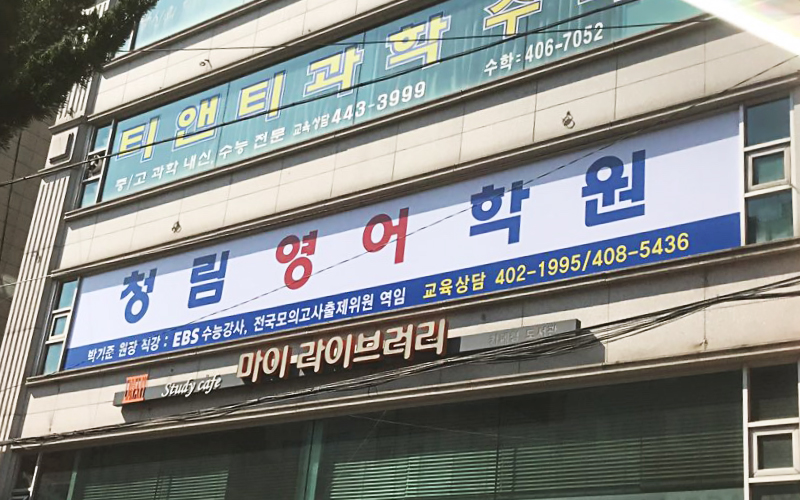 티앤티과학수
수학:406-7052
중/고 과학 내신, 수능 전문 교육상담 443-3999
청림영어학원
박기준 원장 직강 : EBS 수능강사, 전국모의고사출제위원 역임 교육상담 402-1995/408-5436
Study cafe 마이·라이브러리